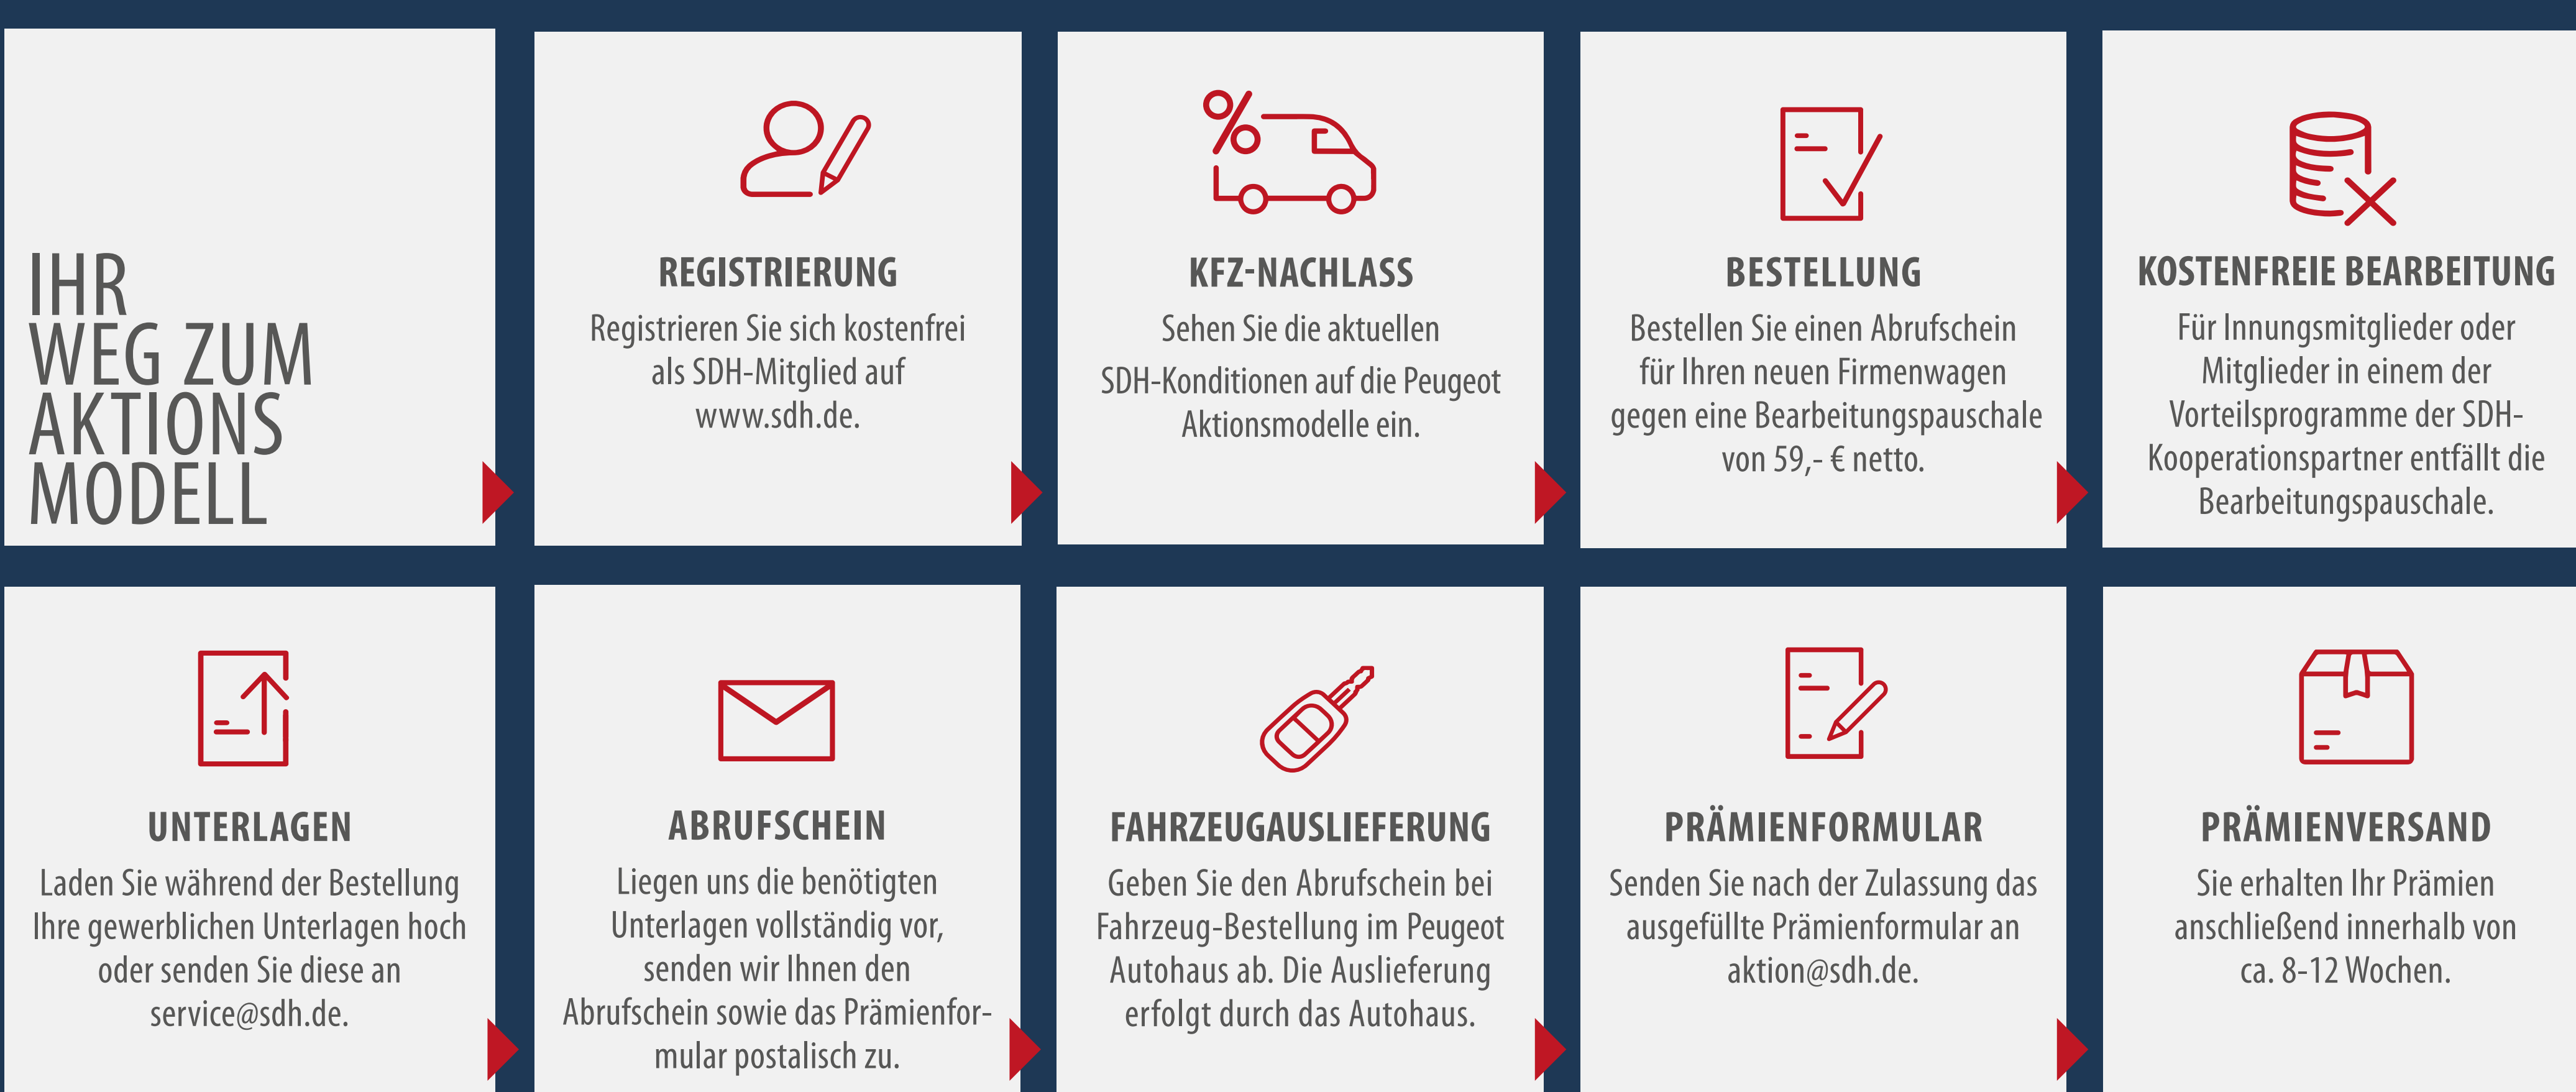 IHR
WEG ZUM
AKTIONS
MODELL
REGISTRIERUNG
Registrieren Sie sich kostenfrei
als SDH-Mitglied auf
www.sdh.de.
KFZ-NACHLASS
Sehen Sie die aktuellen
SDH-Konditionen auf die Peugeot
Aktionsmodelle ein.
BESTELLUNG
Bestellen Sie einen Abrufschein
für Ihren neuen Firmenwagen
gegen eine Bearbeitungspauschale
von 59,- € netto.
KOSTENFREIE BEARBEITUNG
Für Innungsmitglieder oder
Mitglieder in einem der
Vorteilsprogramme der SDH-
Kooperationspartner entfällt die
Bearbeitungspauschale.
UNTERLAGEN
Laden Sie während der Bestellung
Ihre gewerblichen Unterlagen hoch
oder senden Sie diese an
service@sdh.de.
ABRUFSCHEIN
Liegen uns die benötigten
Unterlagen vollständig vor,
senden wir Ihnen den
Abrufschein sowie das Prämienfor-
mular postalisch zu.
FAHRZEUGAUSLIEFERUNG
Geben Sie den Abrufschein bei
Fahrzeug-Bestellung im Peugeot
Autohaus ab. Die Auslieferung
erfolgt durch das Autohaus.
PRÄMIENFORMULAR
Senden Sie nach der Zulassung das
ausgefüllte Prämienformular an
aktion@sdh.de.
PRÄMIENVERSAND
Sie erhalten Ihr Prämien
anschließend innerhalb von
ca. 8-12 Wochen.